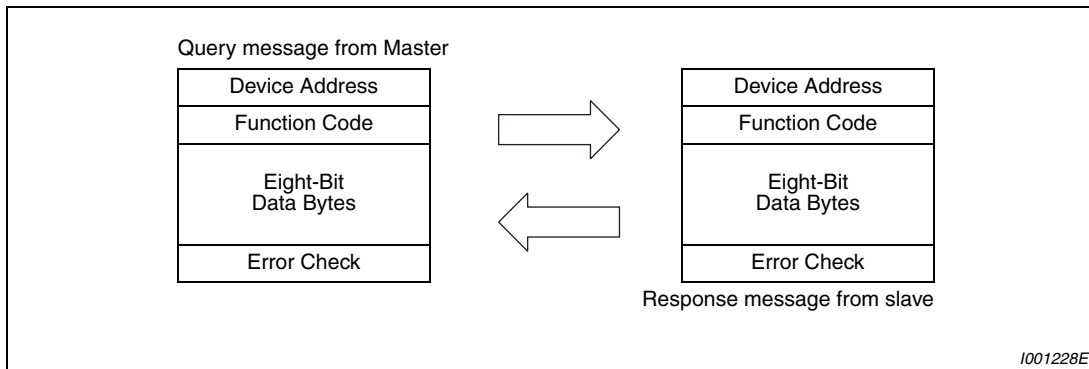 Query message from Master
Device Address
Function Code
Eight-Bit
Data Bytes
Error Check
Device Address
Function Code
Eight-Bit
Data Bytes
Error Check
Response message from slave
I001228E